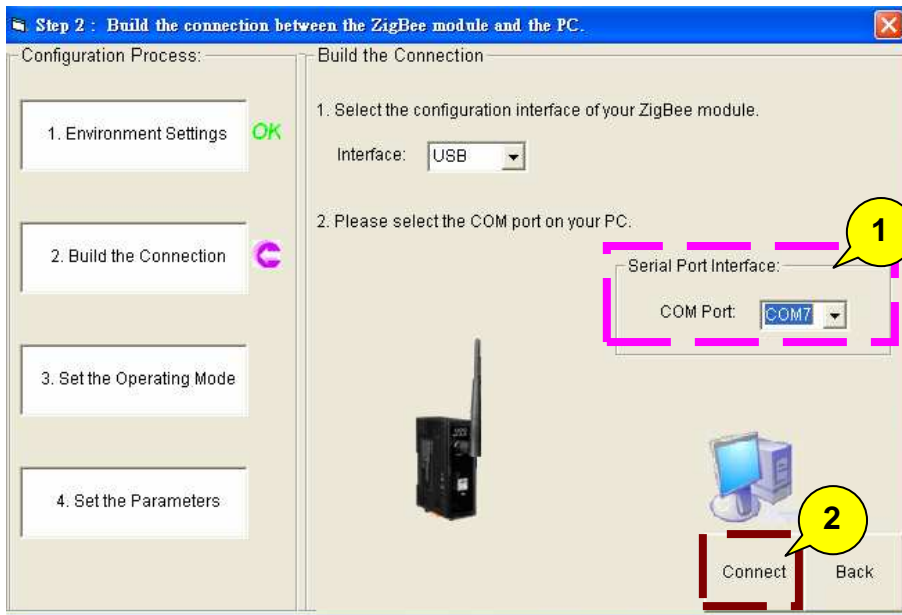 Step 2 : Build the connection between the ZigBee module and the PC.
Configuration Process:
1. Environment Settings
OK
2. Build the Connection
3. Set the Operating Mode
4. Set the Parameters
Build the Connection
1. Select the configuration interface of your ZigBee module.
Interface: USB
2. Please select the COM port on your PC.
1
Serial Port Interface:
COM Port: COM7
2
Connect
Back